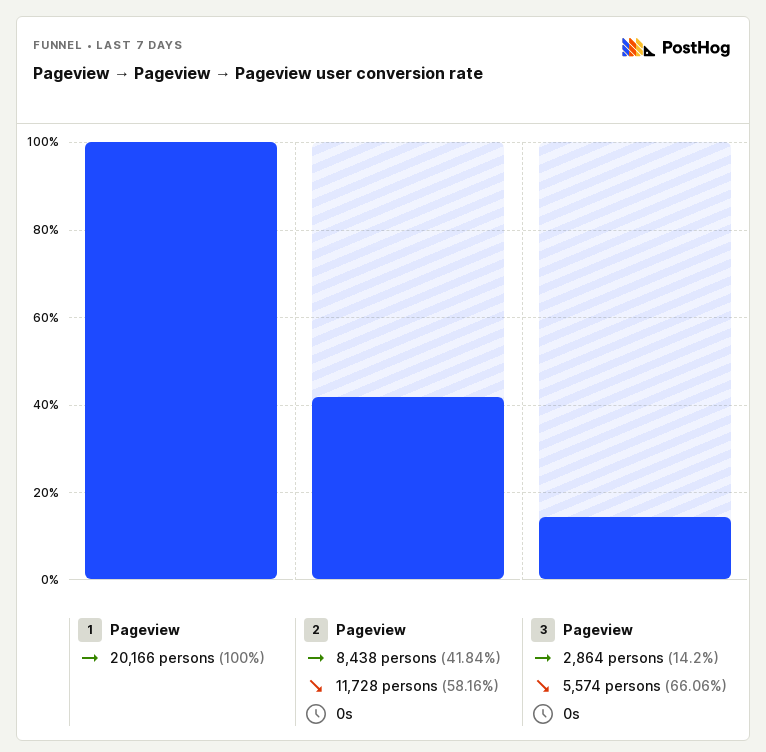 FUNNEL • LAST 7 DAYS
PostHog
Pageview → Pageview → Pageview user conversion rate
100%
80%
60%
40%
20%
0%
1 Pageview
→ 20,166 persons (100%)
2 Pageview
→ 8,438 persons (41.84%)
↘ 11,728 persons (58.16%)
0s
3 Pageview
→ 2,864 persons (14.2%)
↘ 5,574 persons (66.06%)
0s